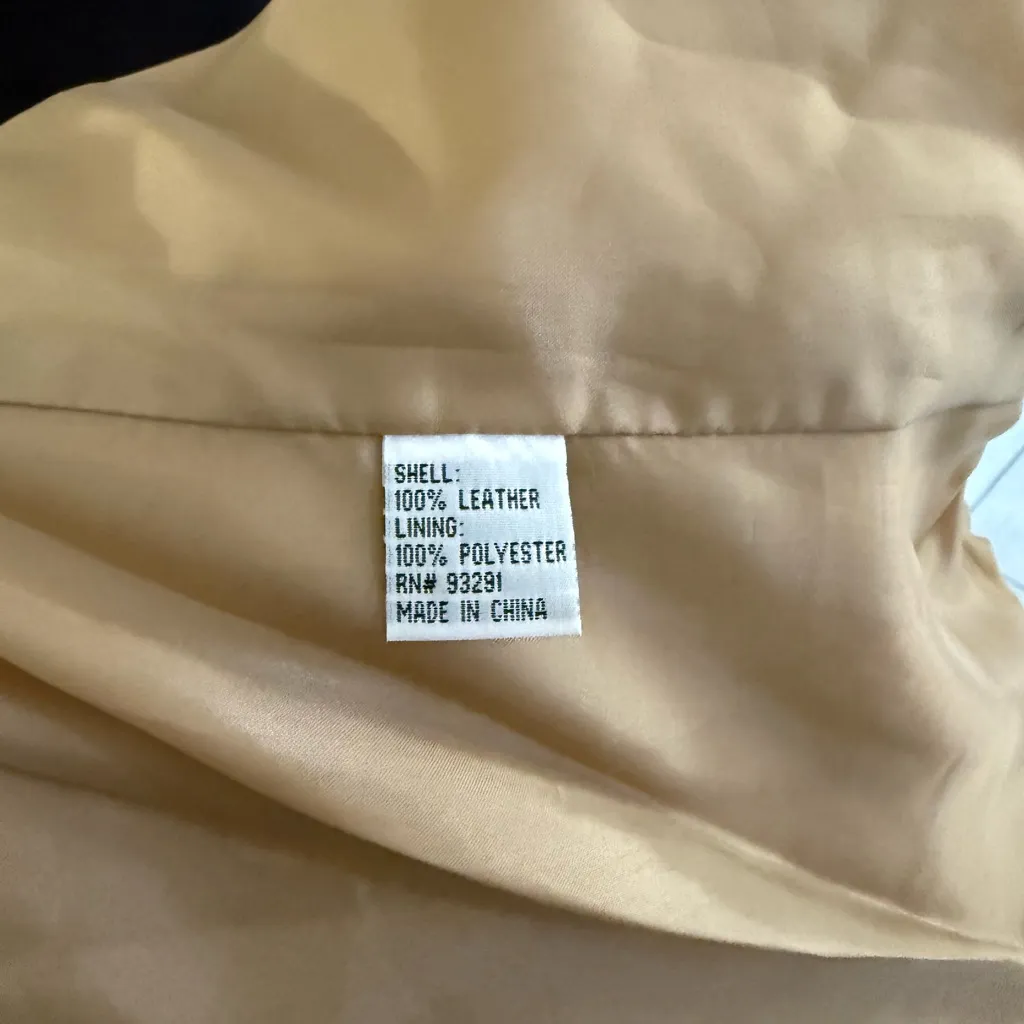 SHELL:
100% LEATHER
LINING:
100% POLYESTER
RN# 93291
MADE IN CHINA